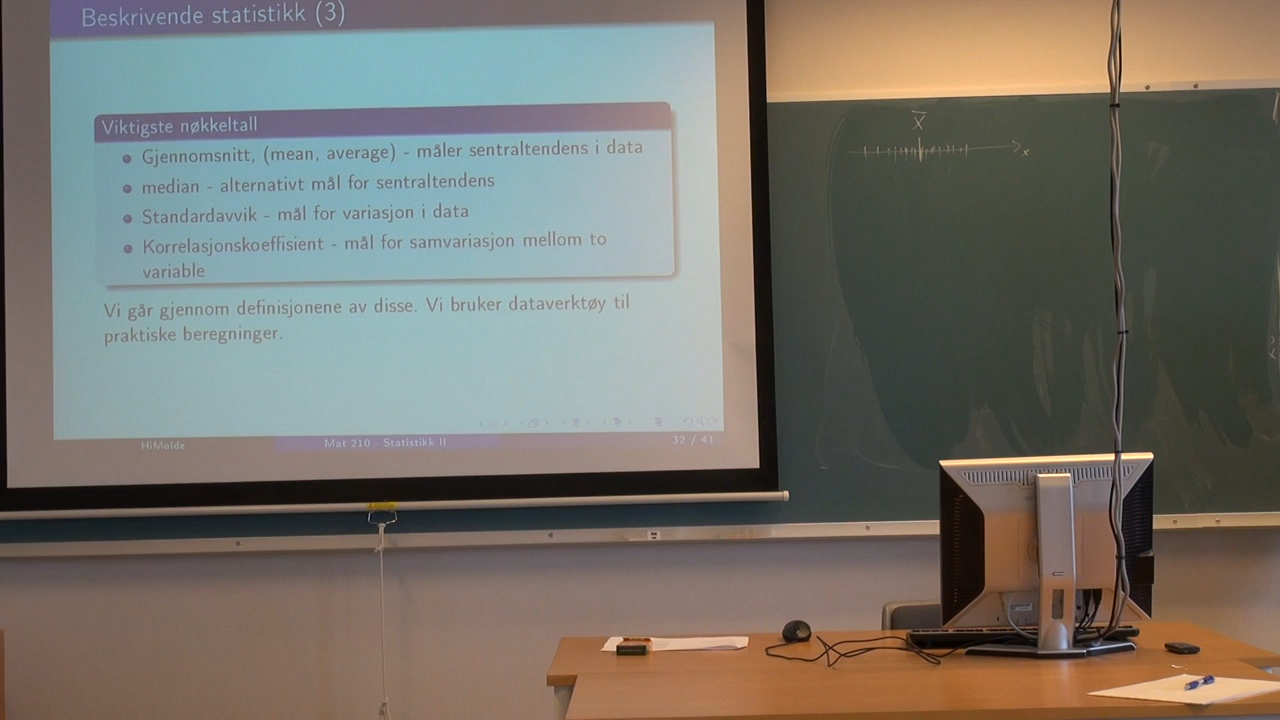 Beskrivende statistikk (3)
Viktigste nøkkeltall
Gjennomsnitt, (mean, average) - måler sentraltendens i data
median - alternativt mål for sentraltendens
Standardavvik - mål for variasjon i data
Korrelasjonskoeffisient - mål for samvariasjon mellom to
variable
Vi går gjennom definisjonene av disse. Vi bruker dataverktøy til
praktiske beregninger.
HiMolde Mat 210 - Statistikk II 32 / 41
X̅
x